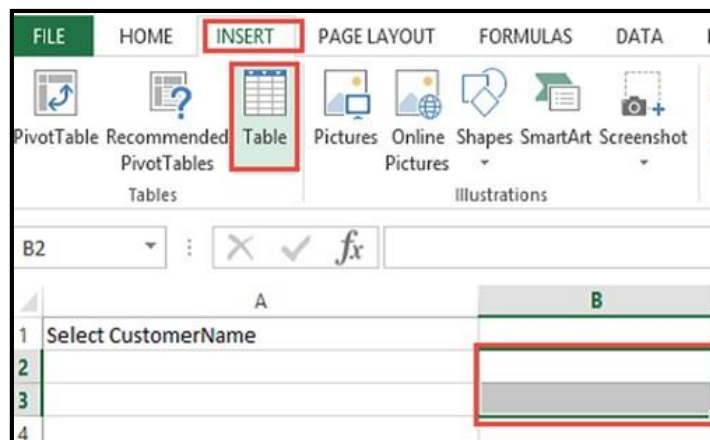 FILE HOME INSERT PAGE LAYOUT FORMULAS DATA
PivotTable Recommended Table Pictures Online Shapes SmartArt Screenshot
PivotTables Pictures
Tables Illustrations
B2 fx
A B
1 Select CustomerName
2
3
4